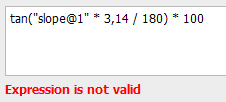 tan("slope@1" * 3,14 / 180) * 100
Expression is not valid